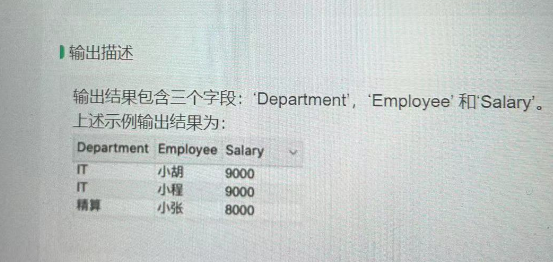 输出描述
输出结果包含三个字段：‘Department’，‘Employee’ 和‘Salary’。
上述示例输出结果为：
Department Employee Salary
IT 小胡 9000
IT 小程 9000
精算 小张 8000